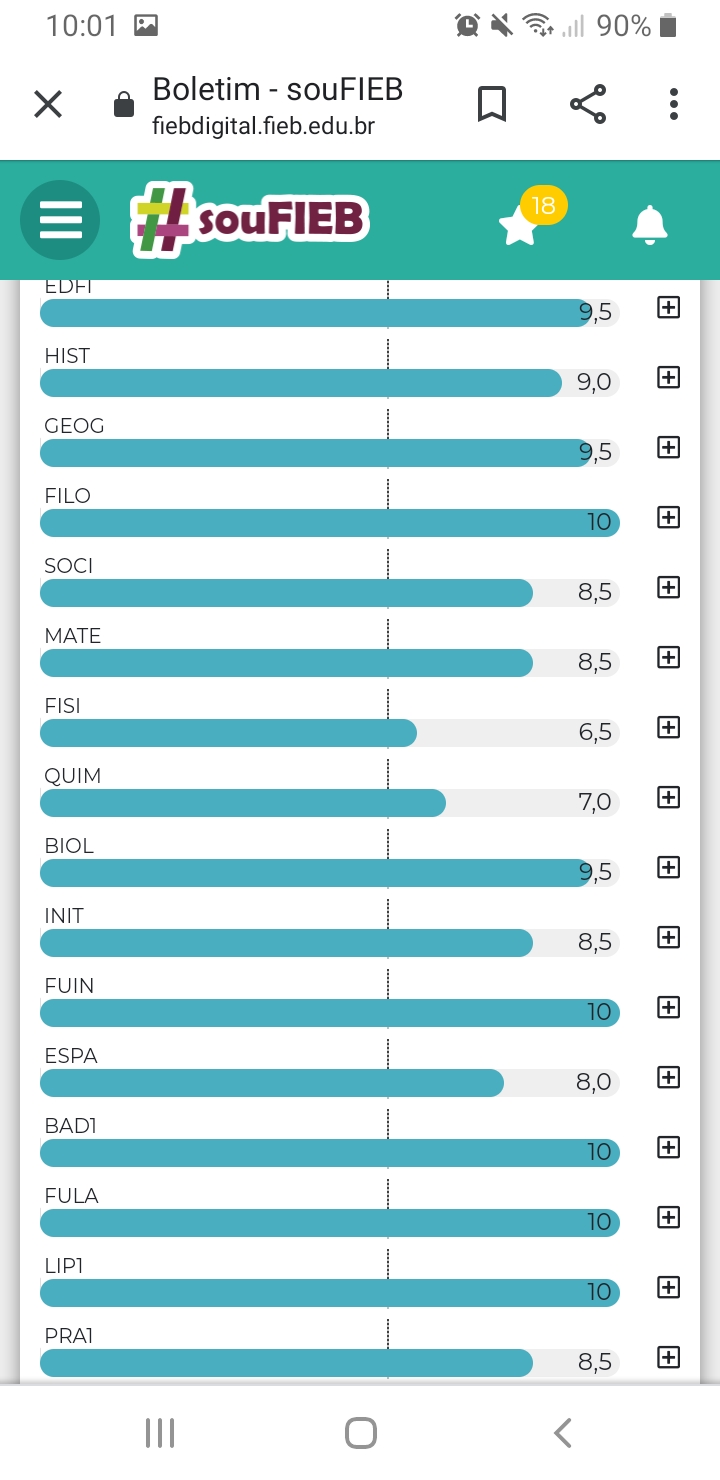 10:01
90%
Boletim - souFIEB
fiebdigital.fieb.edu.br
#souFIEB
18
EDFI
9,5
HIST
9,0
GEOG
9,5
FILO
10
SOCI
8,5
MATE
8,5
FISI
6,5
QUIM
7,0
BIOL
9,5
INIT
8,5
FUIN
10
ESPA
8,0
BAD1
10
FULA
10
LIP1
10
PRA1
8,5